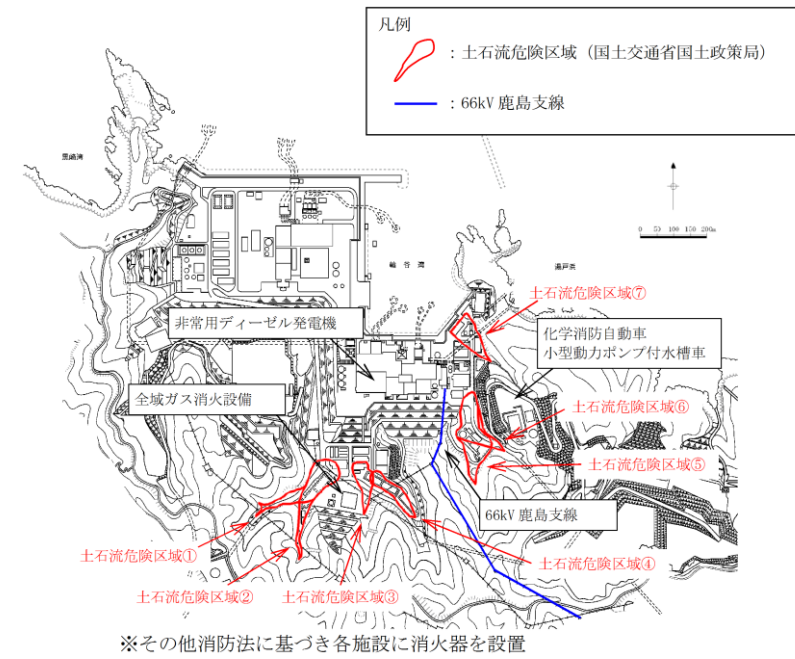 凡例
：土石流危険区域（国土交通省国土政策局）
：66kV 鹿島支線
輪谷湾
0 50 100 150 200m
土石流危険区域⑦
非常用ディーゼル発電機
化学消防自動車
小型動力ポンプ付水槽車
全域ガス消火設備
土石流危険区域⑥
土石流危険区域⑤
66kV 鹿島支線
土石流危険区域①
土石流危険区域④
土石流危険区域②
土石流危険区域③
※その他消防法に基づき各施設に消火器を設置